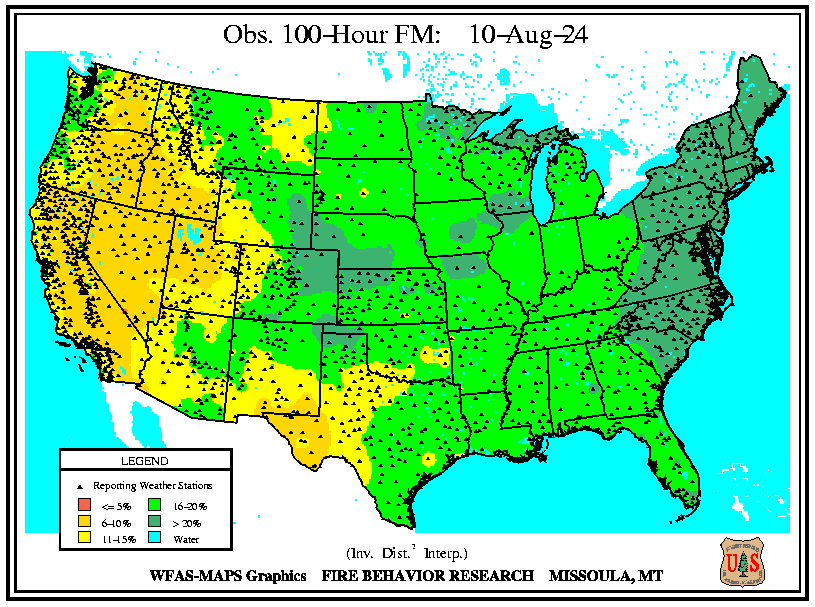 Obs. 100-Hour FM: 10-Aug-24
LEGEND
Reporting Weather Stations
<= 5% 16-20%
6-10% > 20%
11-15% Water
(Inv. Dist.² Interp.)
WFAS-MAPS Graphics FIRE BEHAVIOR RESEARCH MISSOULA, MT
US